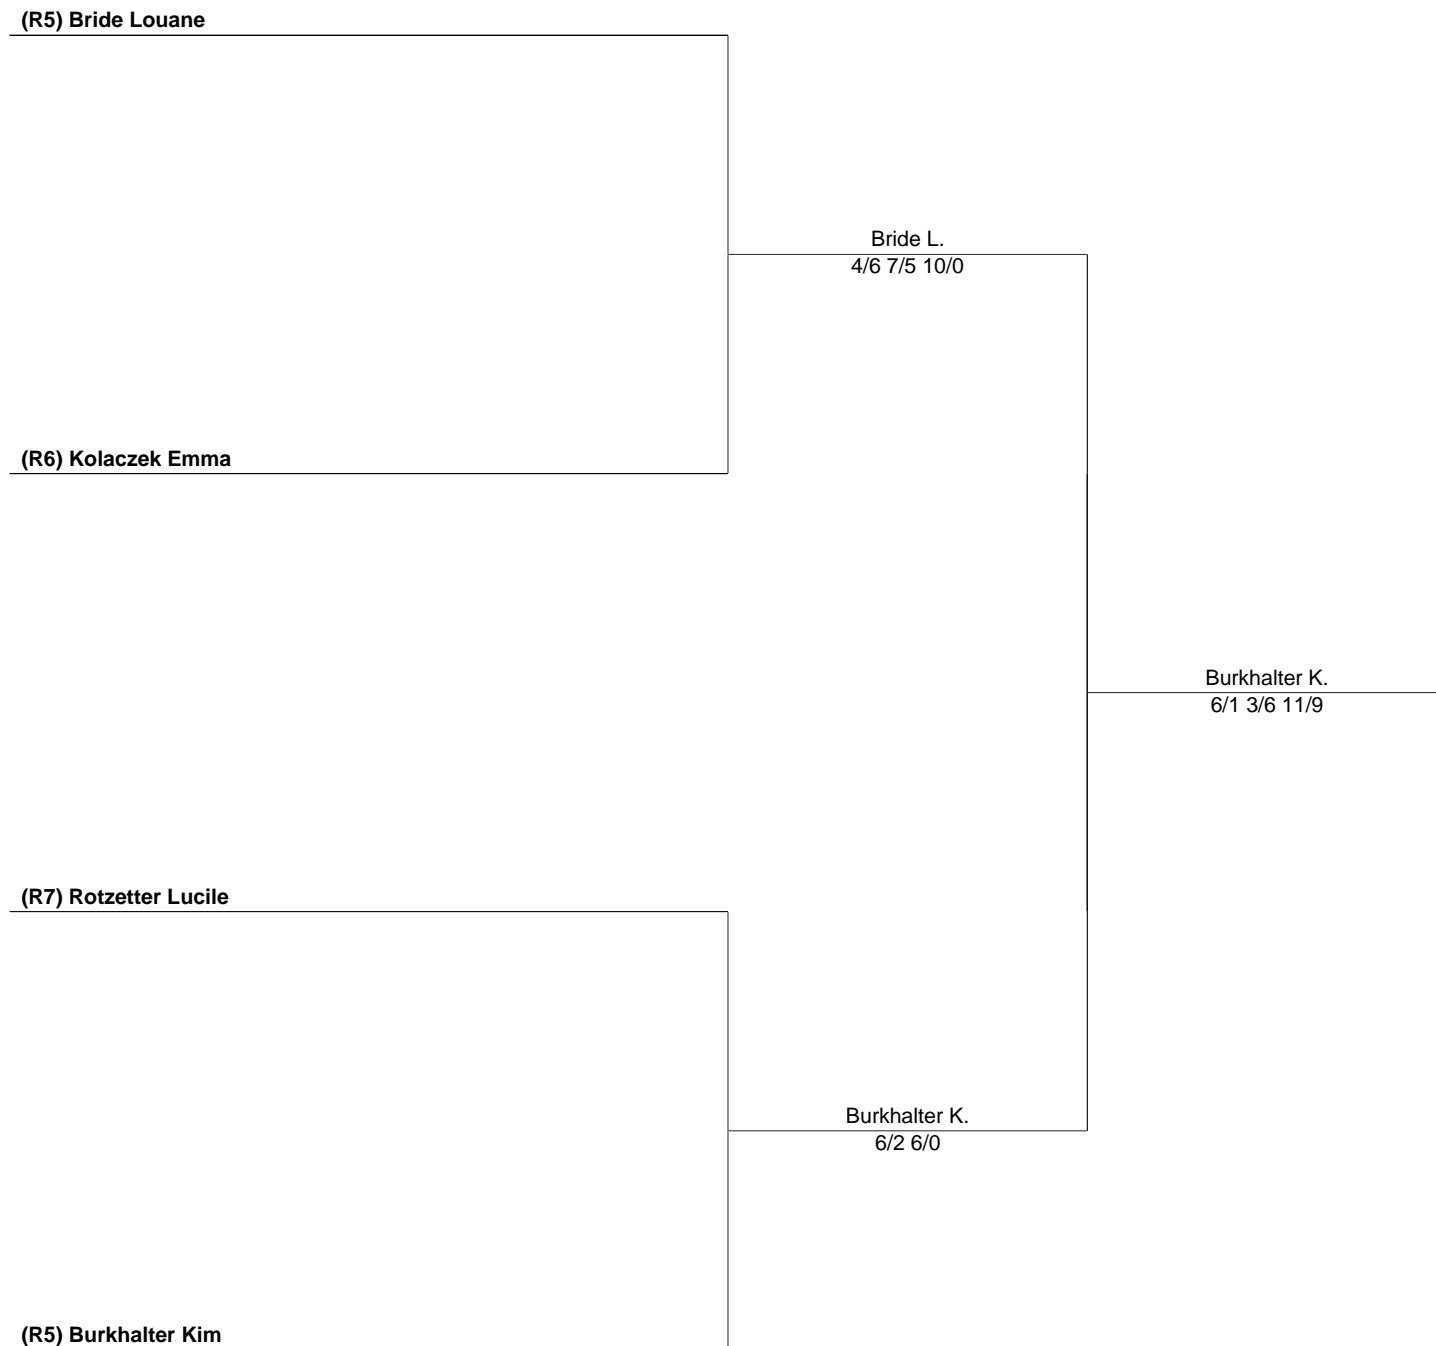 (R5) Bride Louane
Bride L.
4/6 7/5 10/0
(R6) Kolaczek Emma
Burkhalter K.
6/1 3/6 11/9
(R7) Rotzetter Lucile
Burkhalter K.
6/2 6/0
(R5) Burkhalter Kim